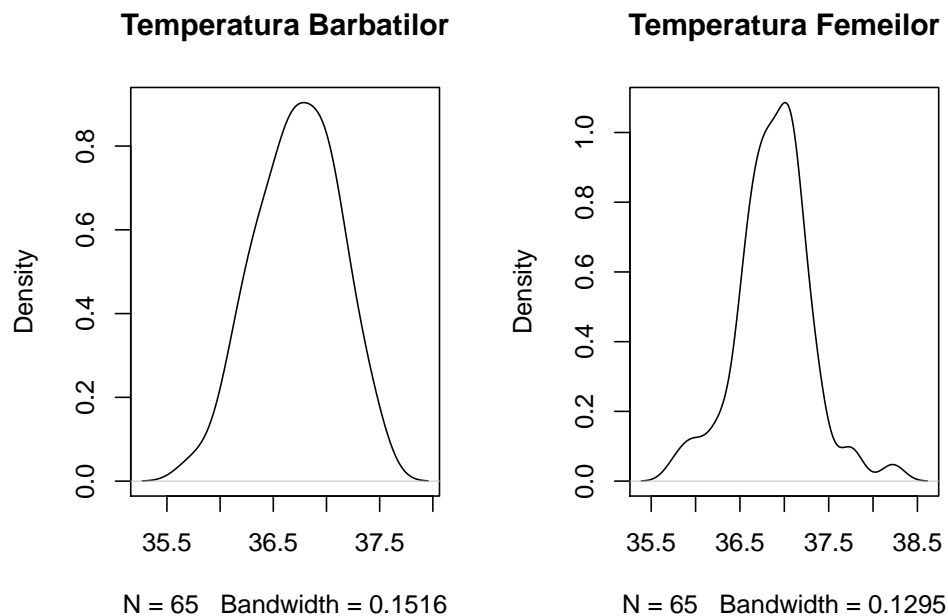 Temperatura Barbatilor
Density
0.0 0.2 0.4 0.6 0.8
35.5 36.5 37.5
N = 65 Bandwidth = 0.1516
Temperatura Femeilor
Density
0.0 0.2 0.4 0.6 0.8 1.0
35.5 36.5 37.5 38.5
N = 65 Bandwidth = 0.1295